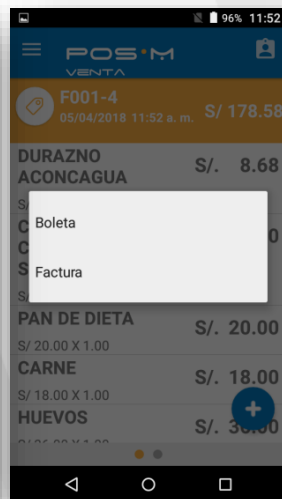 96% 11:52
POS•M
VENTA
F001-4
05/04/2018 11:52 a. m.
S/ 178.58
DURAZNO
ACONCAGUA
S/. 8.68
S/
C
C
0
S
S/
Boleta
Factura
PAN DE DIETA
S/. 20.00
S/ 20.00 X 1.00
CARNE
S/. 18.00
S/ 18.00 X 1.00
HUEVOS
+